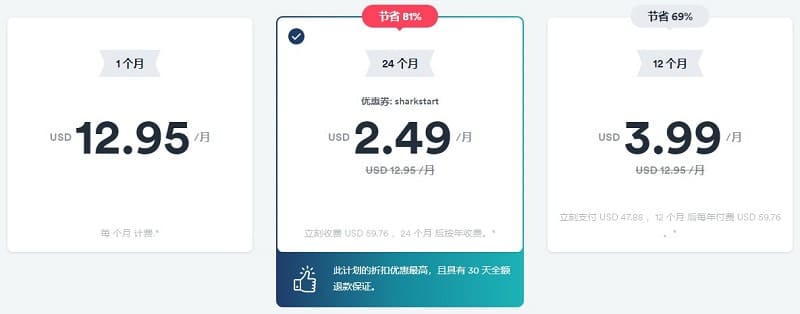 1 个月
USD 12.95 /月
每 个月 计费.*
节省 81%
24 个月
优惠券: sharkstart
USD 2.49 /月
USD 12.95 /月
立刻收费 USD 59.76 ，24 个月 后按年收费。*
此计划的折扣优惠最高，且具有 30 天全额
退款保证。
节省 69%
12 个月
USD 3.99 /月
USD 12.95 /月
立刻支付 USD 47.88 ，12 个月 后每年付费 USD 59.76
。*